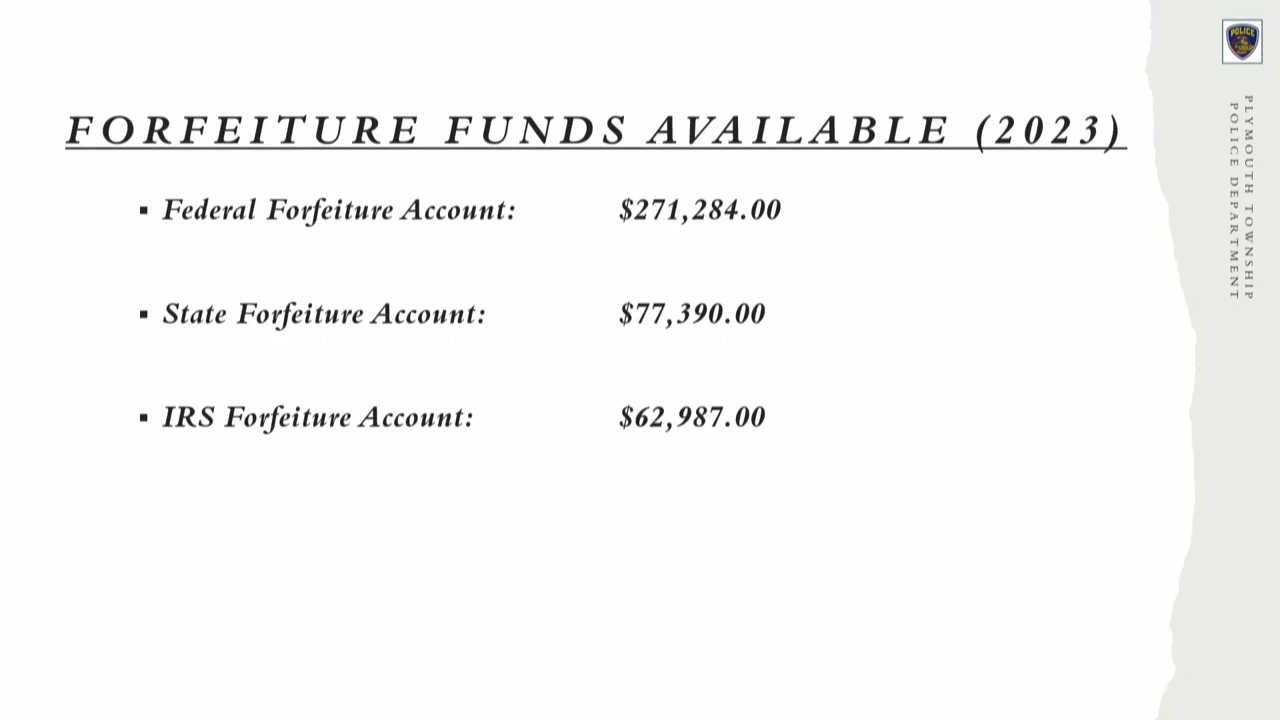 FORFEITURE FUNDS AVAILABLE (2023)
▪ Federal Forfeiture Account: $271,284.00
▪ State Forfeiture Account: $77,390.00
▪ IRS Forfeiture Account: $62,987.00
POLICE
PLYMOUTH TOWNSHIP
POLICE DEPARTMENT